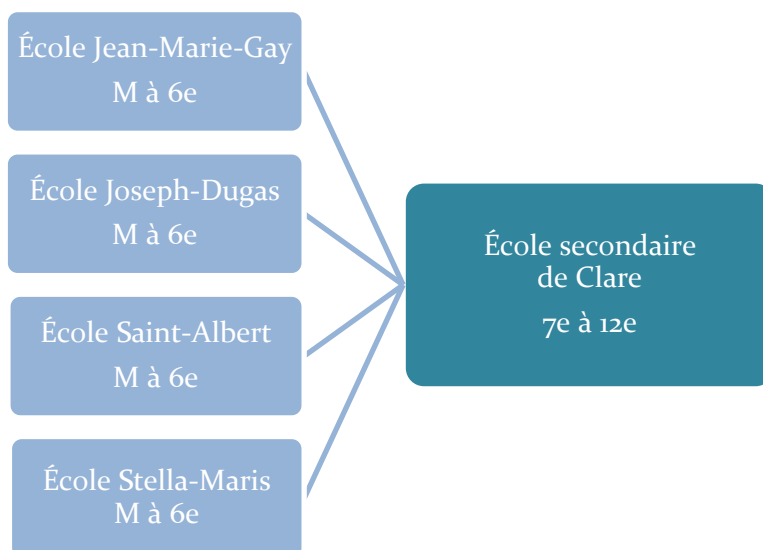 École Jean-Marie-Gay
M à 6e
École Joseph-Dugas
M à 6e
École Saint-Albert
M à 6e
École Stella-Maris
M à 6e
École secondaire
de Clare
7e à 12e